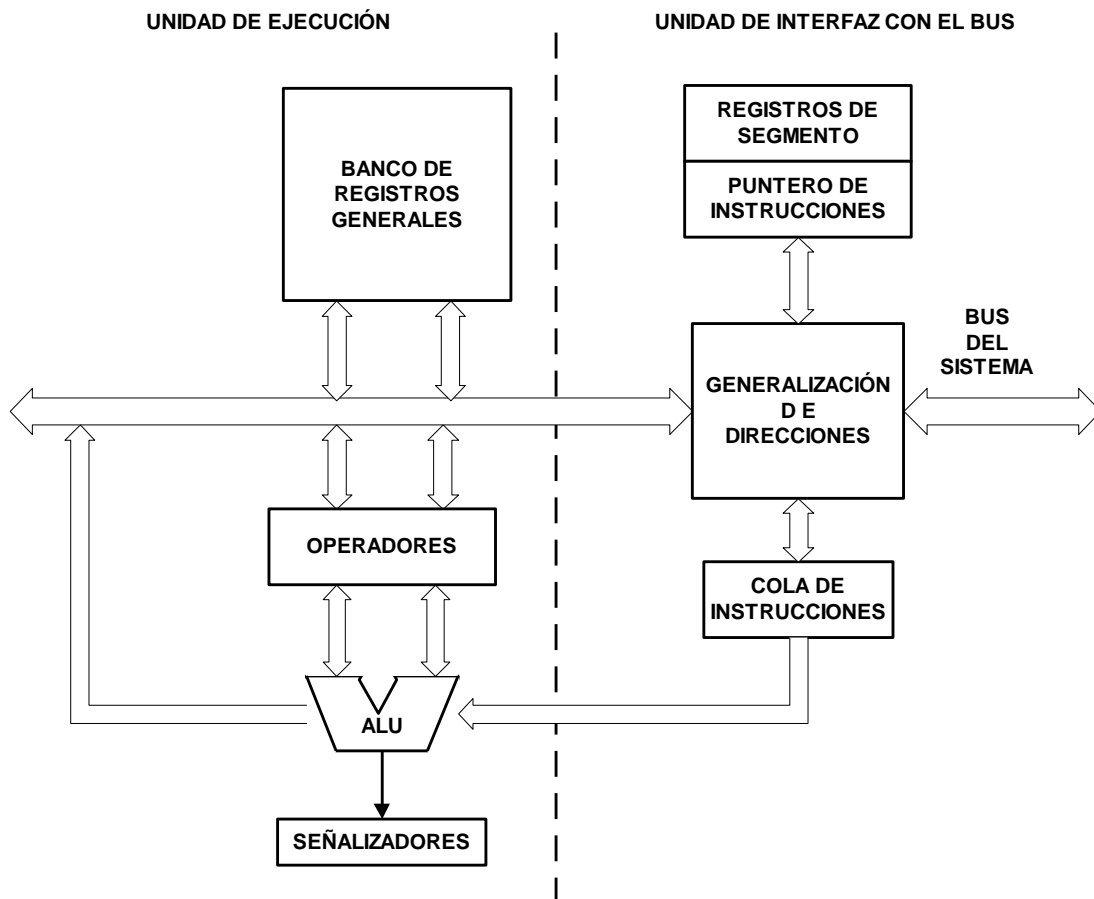 UNIDAD DE EJECUCIÓN
UNIDAD DE INTERFAZ CON EL BUS
BANCO DE
REGISTROS
GENERALES
REGISTROS DE
SEGMENTO
PUNTERO DE
INSTRUCCIONES
BUS
DEL
SISTEMA
GENERALIZACIÓN
D E
DIRECCIONES
OPERADORES
COLA DE
INSTRUCCIONES
ALU
SEÑALIZADORES